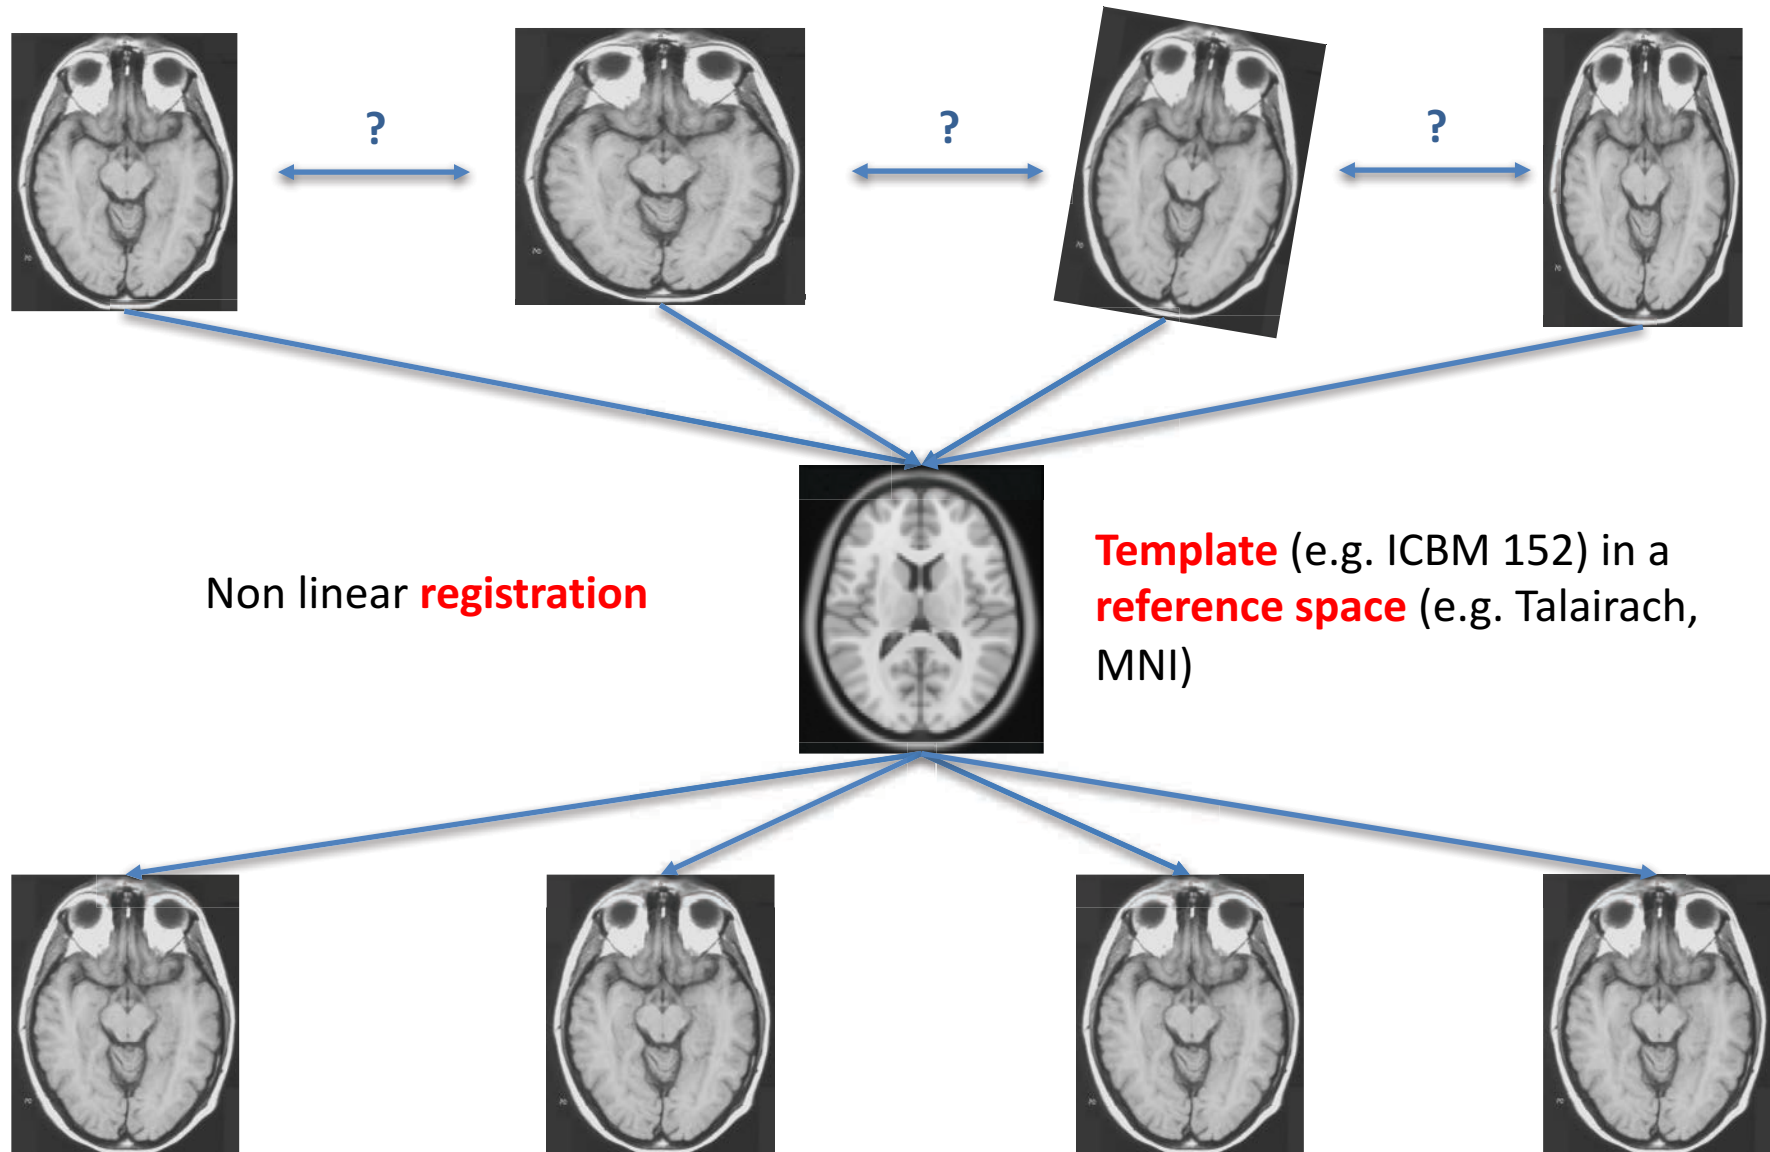 ?
?
?
Non linear registration
Template (e.g. ICBM 152) in a
reference space (e.g. Talairach,
MNI)